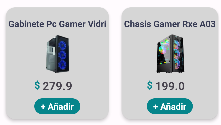 Gabinete Pc Gamer Vidri
$ 279.9
+ Añadir
Chasis Gamer Rxe A03
$ 199.0
+ Añadir